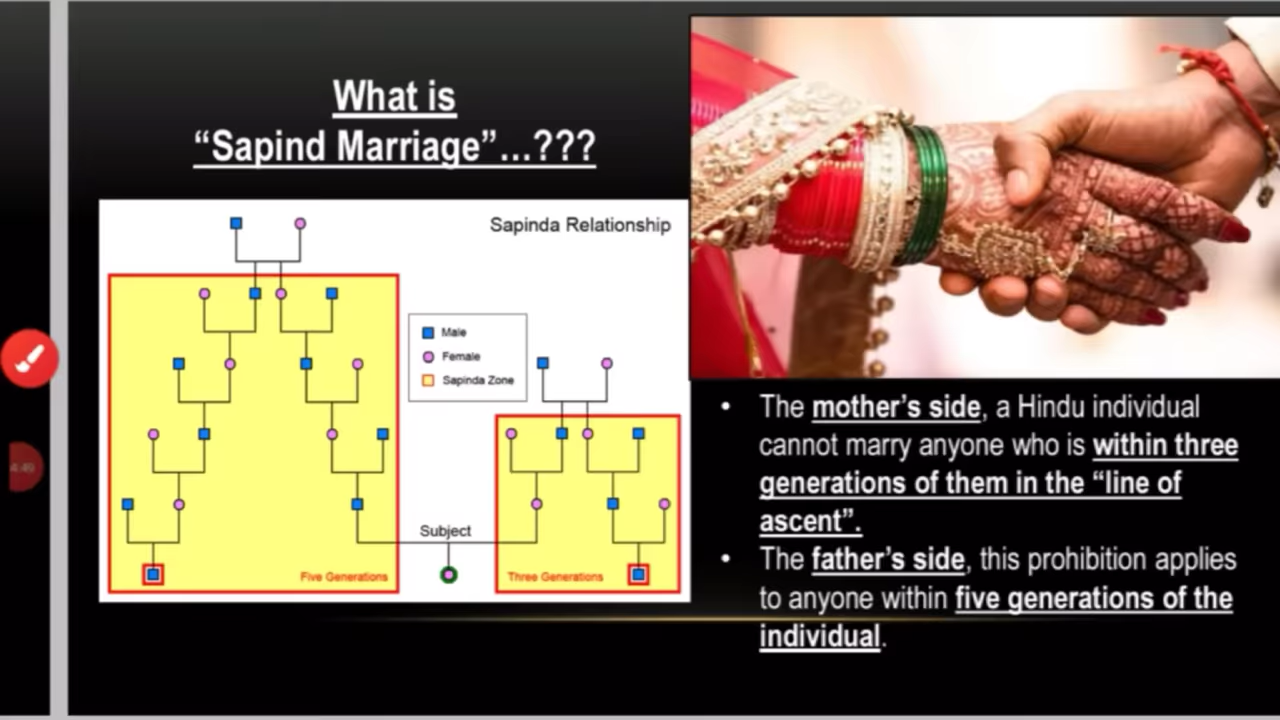 What is
“Sapind Marriage”...???
Sapinda Relationship
Male
Female
Sapinda Zone
Subject
Five Generations
Three Generations
• The mother’s side, a Hindu individual
cannot marry anyone who is within three
generations of them in the “line of
ascent”.
• The father’s side, this prohibition applies
to anyone within five generations of the
individual.
4:49